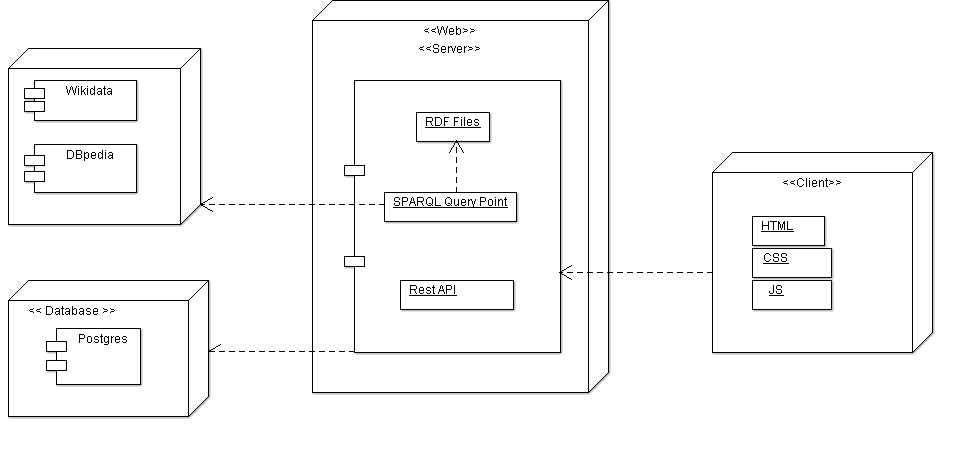 Wikidata
DBpedia
<< Database >>
Postgres
<<Web>>
<<Server>>
RDF Files
SPARQL Query Point
Rest API
<<Client>>
HTML
CSS
JS